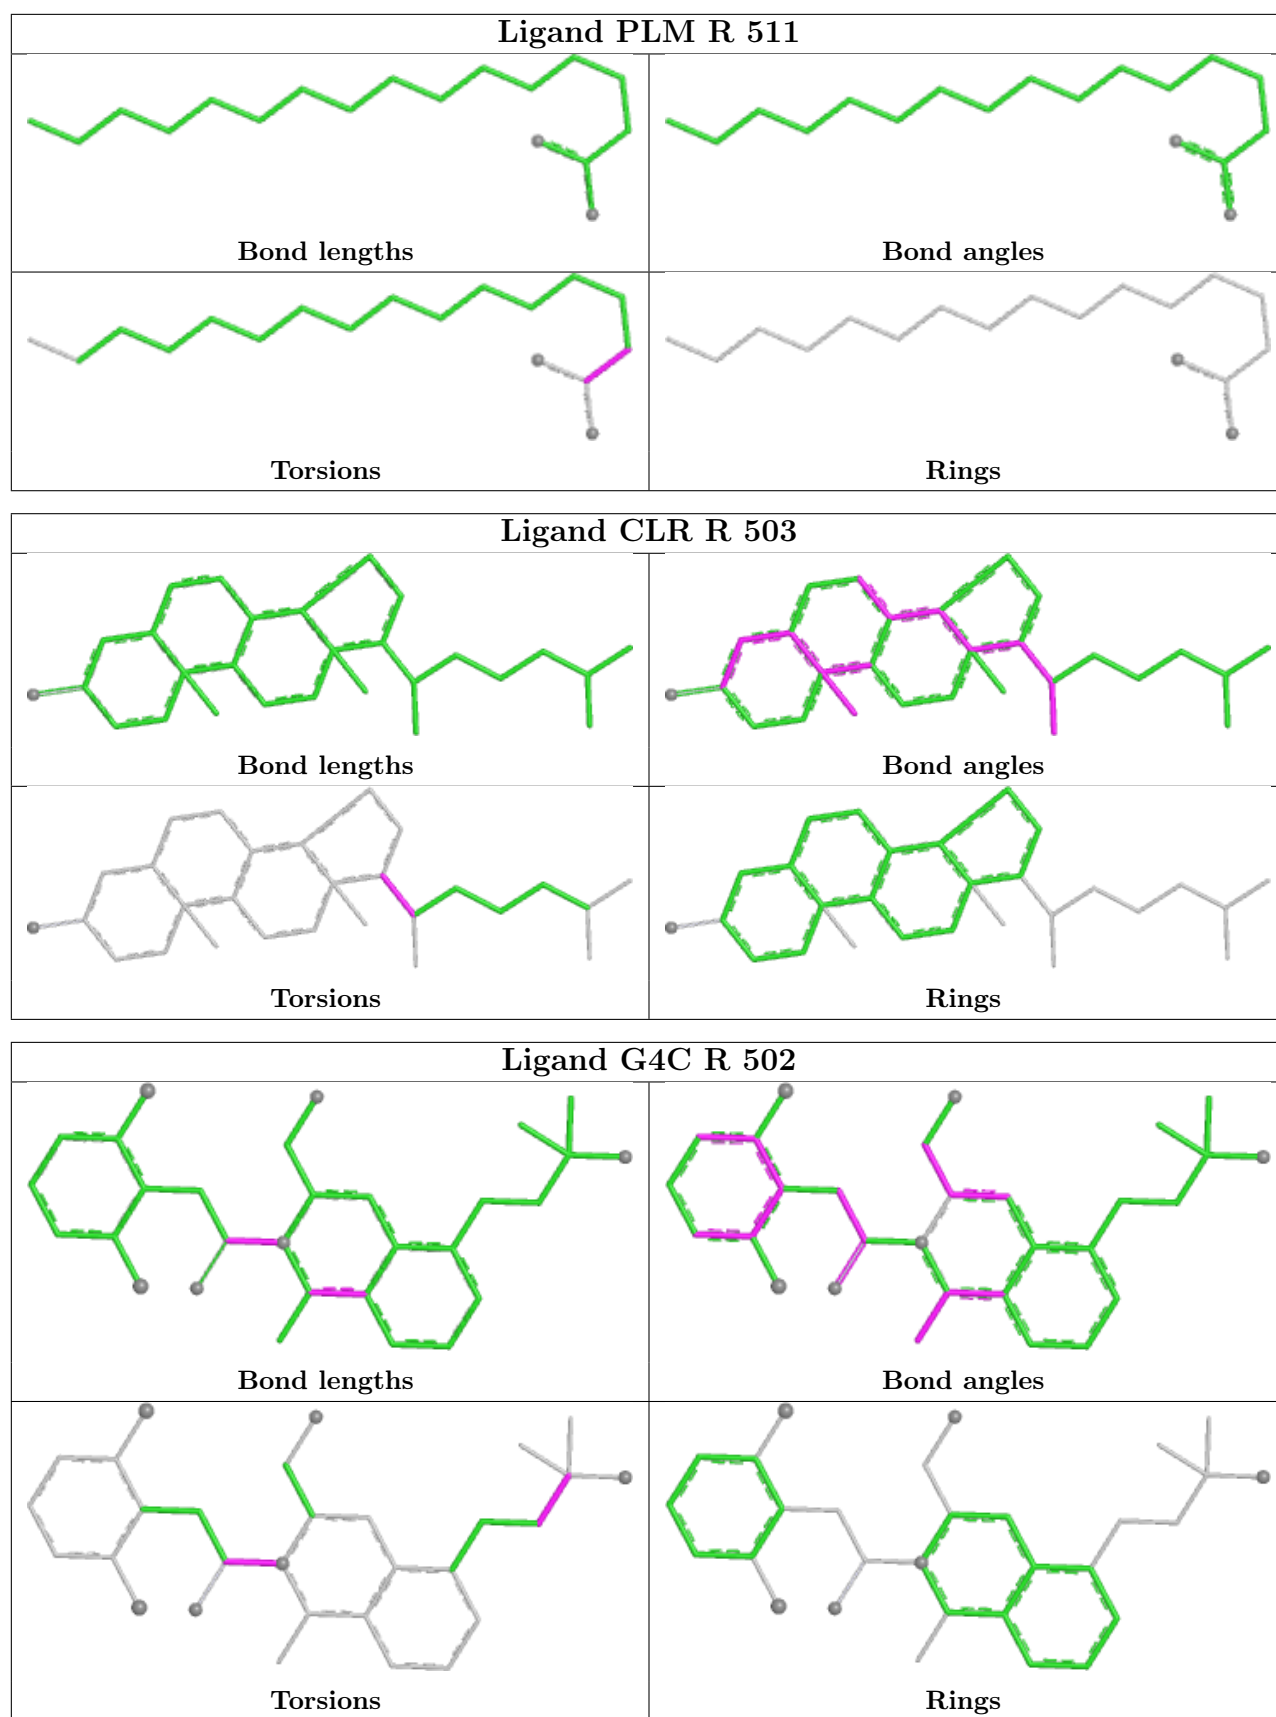 Ligand PLM R 511
Bond lengths
Bond angles
Torsions
Rings
Ligand CLR R 503
Bond lengths
Bond angles
Torsions
Rings
Ligand G4C R 502
Bond lengths
Bond angles
Torsions
Rings